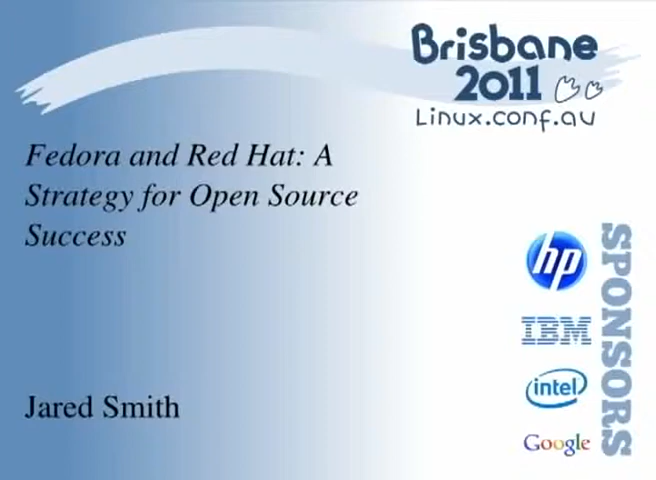 Brisbane
2011
Linux.conf.au
Fedora and Red Hat: A
Strategy for Open Source
Success
Jared Smith
SPONSORS
hp
IBM
intel
Google